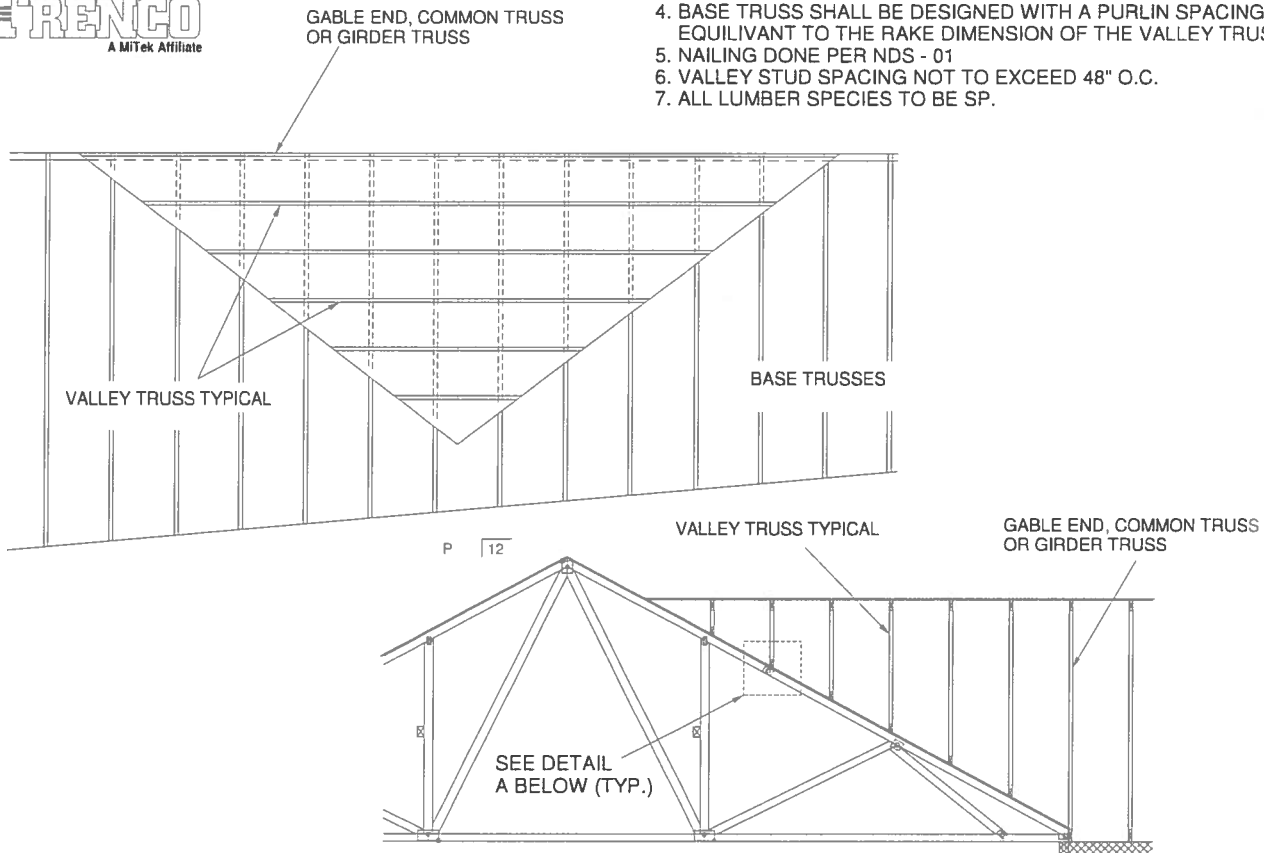 TRENCO
A MiTek Affiliate
GABLE END, COMMON TRUSS
OR GIRDER TRUSS
4. BASE TRUSS SHALL BE DESIGNED WITH A PURLIN SPACING
EQUILIVANT TO THE RAKE DIMENSION OF THE VALLEY
5. NAILING DONE PER NDS - 01
6. VALLEY STUD SPACING NOT TO EXCEED 48" O.C.
7. ALL LUMBER SPECIES TO BE SP.
VALLEY TRUSS TYPICAL
BASE TRUSSES
P 12
VALLEY TRUSS TYPICAL
GABLE END, COMMON TRUSS
OR GIRDER TRUSS
SEE DETAIL
A BELOW (TYP.)